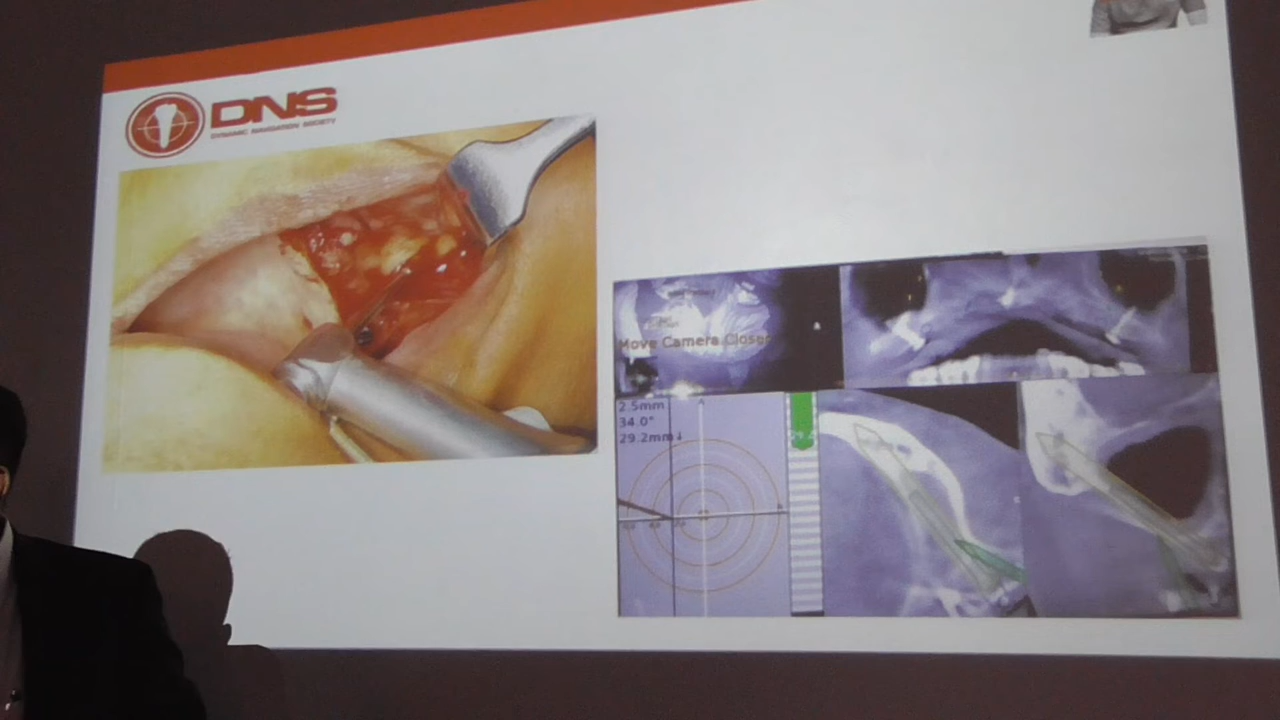 DNS
DYNAMIC NAVIGATION SOCIETY
Move Camera Closer
2.5mm
34.0°
29.2mm↓